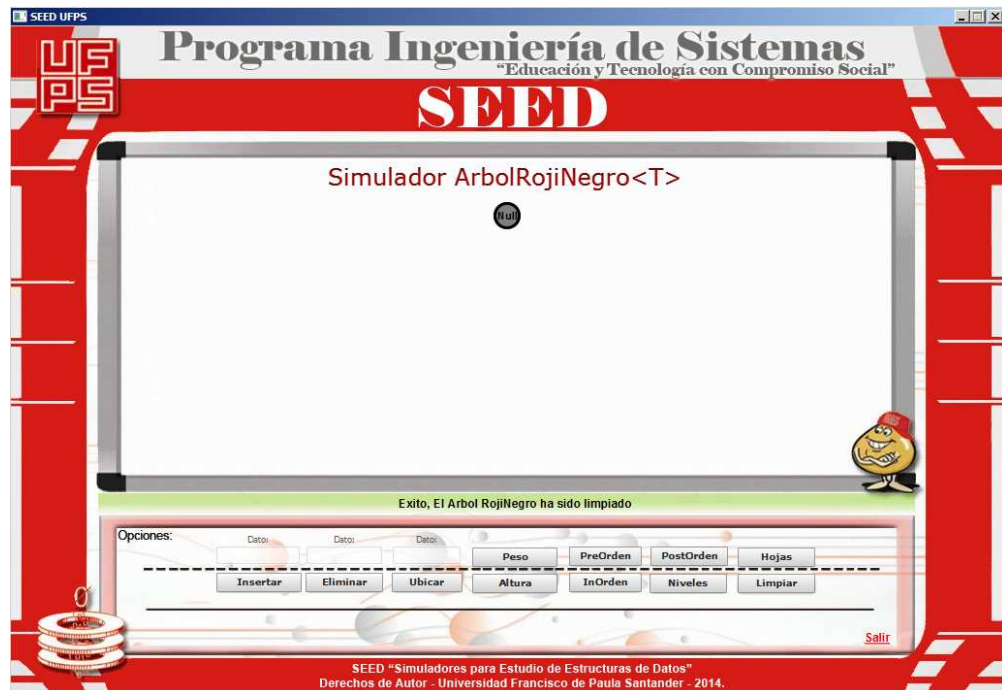 SEED UFPS
UFPS
Programa Ingeniería de Sistemas
“Educación y Tecnología con Compromiso Social”
SEED
Simulador ArbolRojiNegro<T>
Null
Exito, El Arbol RojiNegro ha sido limpiado
Opciones:
Dato: Dato: Dato:
Peso PreOrden PostOrden Hojas
Insertar Eliminar Ubicar Altura InOrden Niveles Limpiar
Salir
SEED “Simuladores para Estudio de Estructuras de Datos”
Derechos de Autor - Universidad Francisco de Paula Santander - 2014.